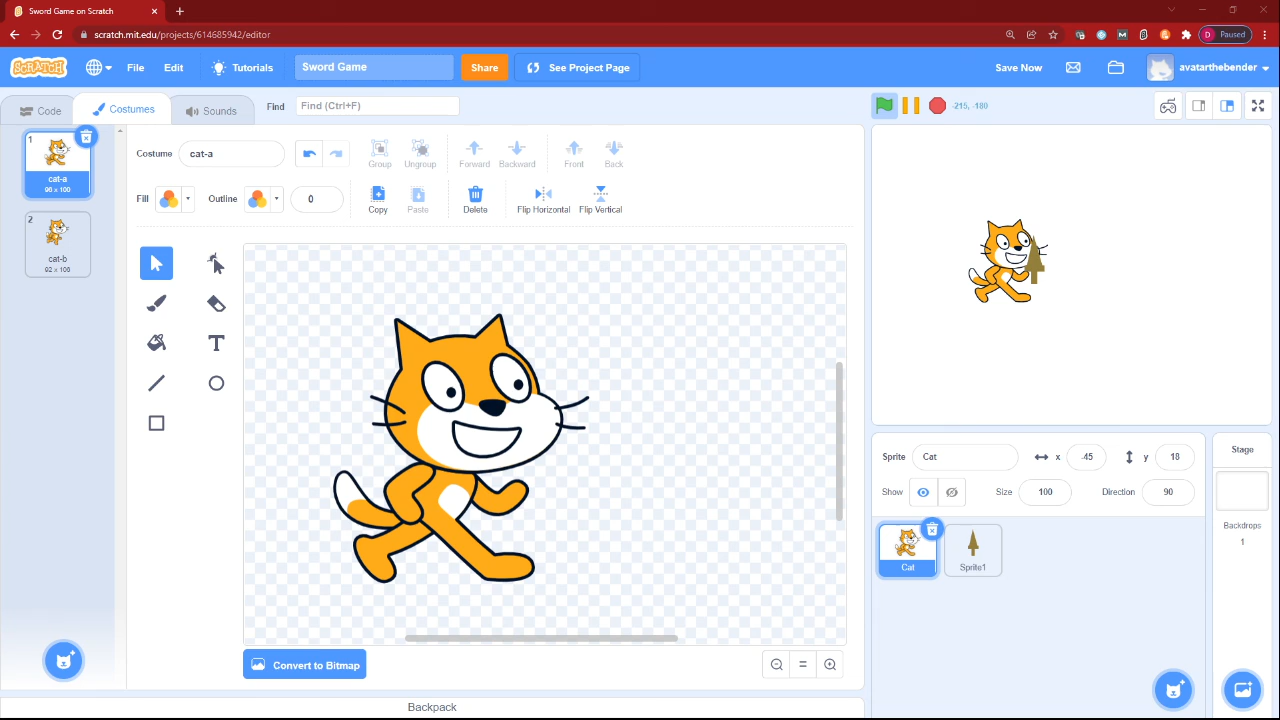 Sword Game on Scratch
scratch.mit.edu/projects/614685942/editor
D Paused
SCRATCH
File Edit Tutorials Sword Game Share See Project Page Save Now avatarthebender
Code Costumes Sounds Find Find (Ctrl+F)
-215, -180
1
cat-a
96 x 100
2
cat-b
92 x 106
Costume cat-a
Group Ungroup Forward Backward Front Back
Fill Outline 0
Copy Paste Delete Flip Horizontal Flip Vertical
T
Convert to Bitmap
Backpack
Sprite Cat x 45 y 18
Show Size 100 Direction 90
Cat
Sprite1
Stage
Backdrops
1